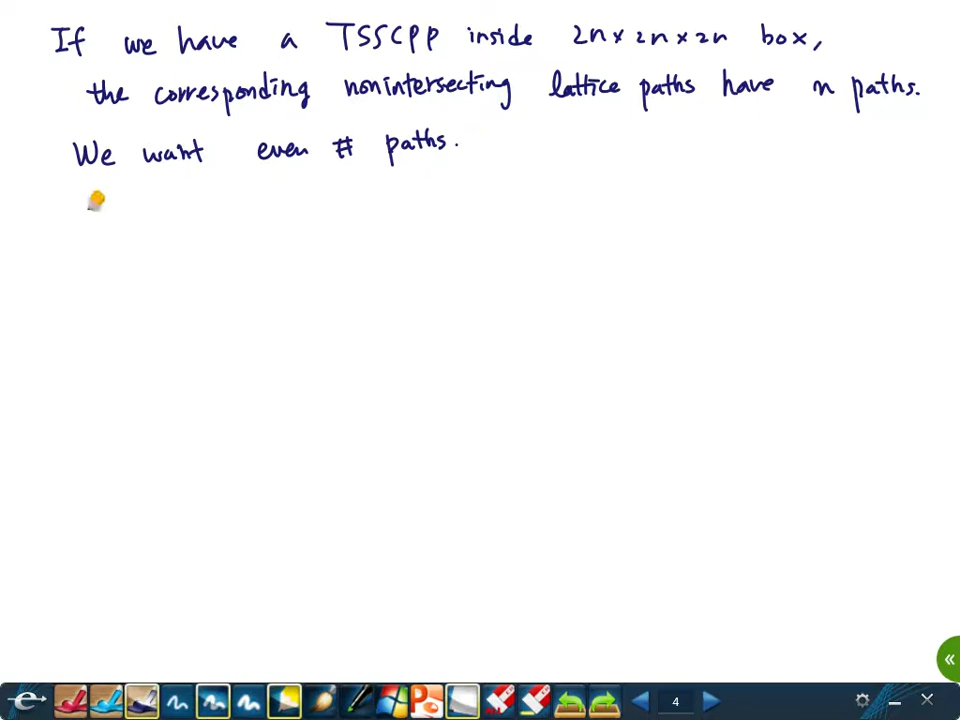 If we have a TSSCPP inside 2n×2n×2n box,
the corresponding nonintersecting lattice paths have n paths.
We want even # paths.
4